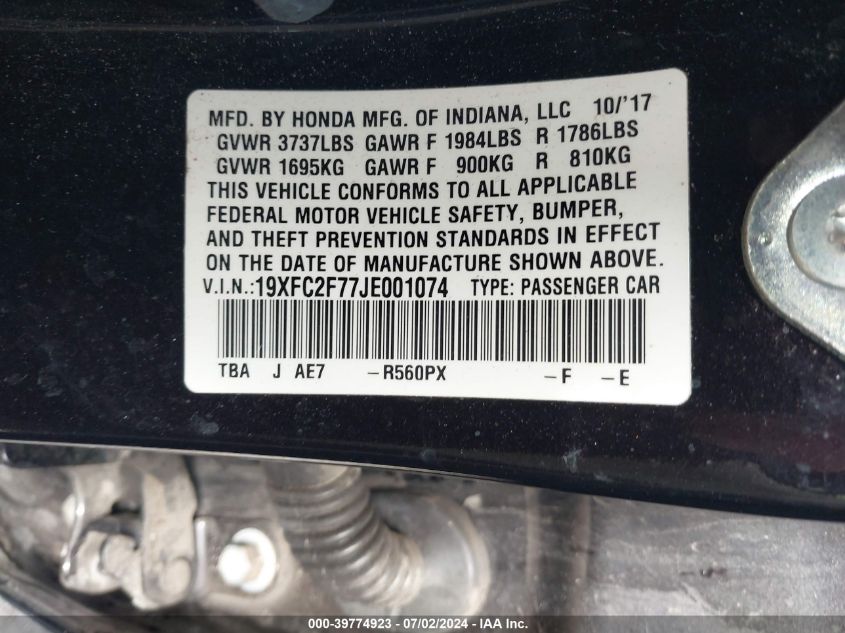 MFD. BY HONDA MFG. OF INDIANA, LLC 10/'17
GVWR 3737LBS GAWR F 1984LBS R 1786LBS
GVWR 1695KG GAWR F 900KG R 810KG
THIS VEHICLE CONFORMS TO ALL APPLICABLE
FEDERAL MOTOR VEHICLE SAFETY, BUMPER,
AND THEFT PREVENTION STANDARDS IN EFFECT
ON THE DATE OF MANUFACTURE SHOWN ABOVE.
V.I.N.:19XFC2F77JE001074 TYPE: PASSENGER CAR
TBA J AE7 –R560PX –F –E
000-39774923 / 07/02/2024 - IAA Inc.